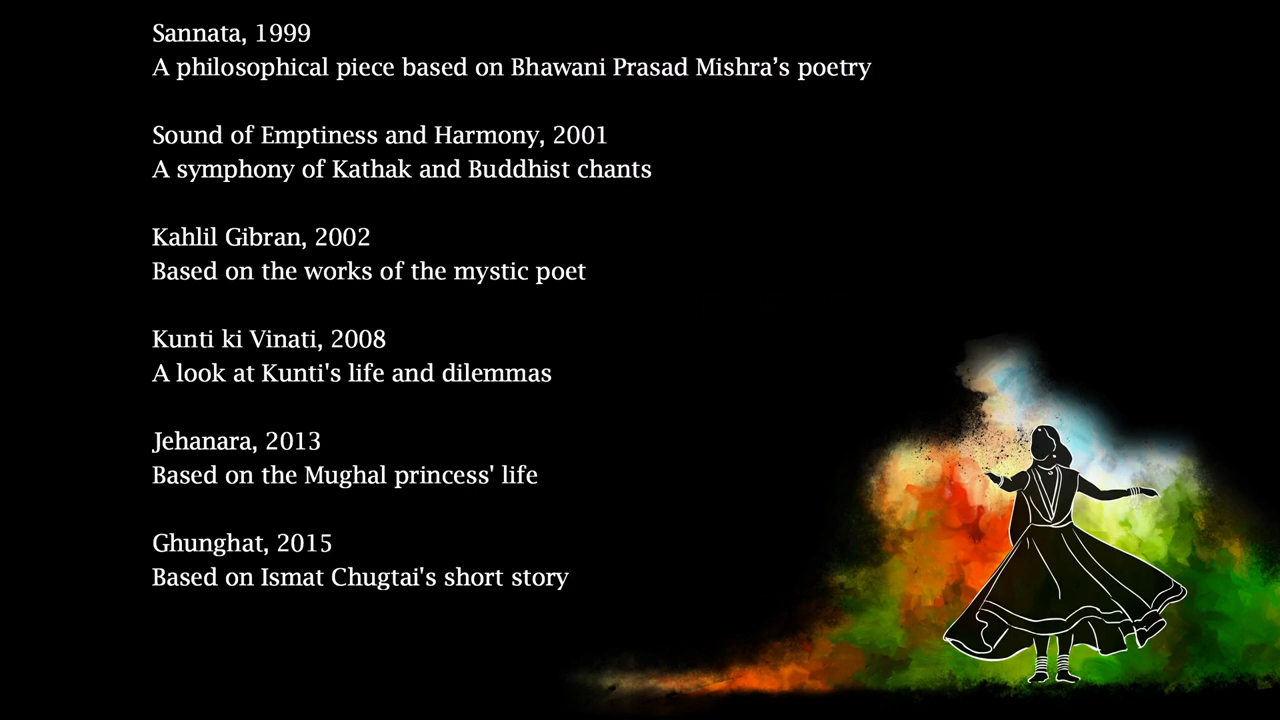 Sannata, 1999
A philosophical piece based on Bhawani Prasad Mishra’s poetry
Sound of Emptiness and Harmony, 2001
A symphony of Kathak and Buddhist chants
Kahlil Gibran, 2002
Based on the works of the mystic poet
Kunti ki Vinati, 2008
A look at Kunti's life and dilemmas
Jehanara, 2013
Based on the Mughal princess' life
Ghunghat, 2015
Based on Ismat Chugtai's short story